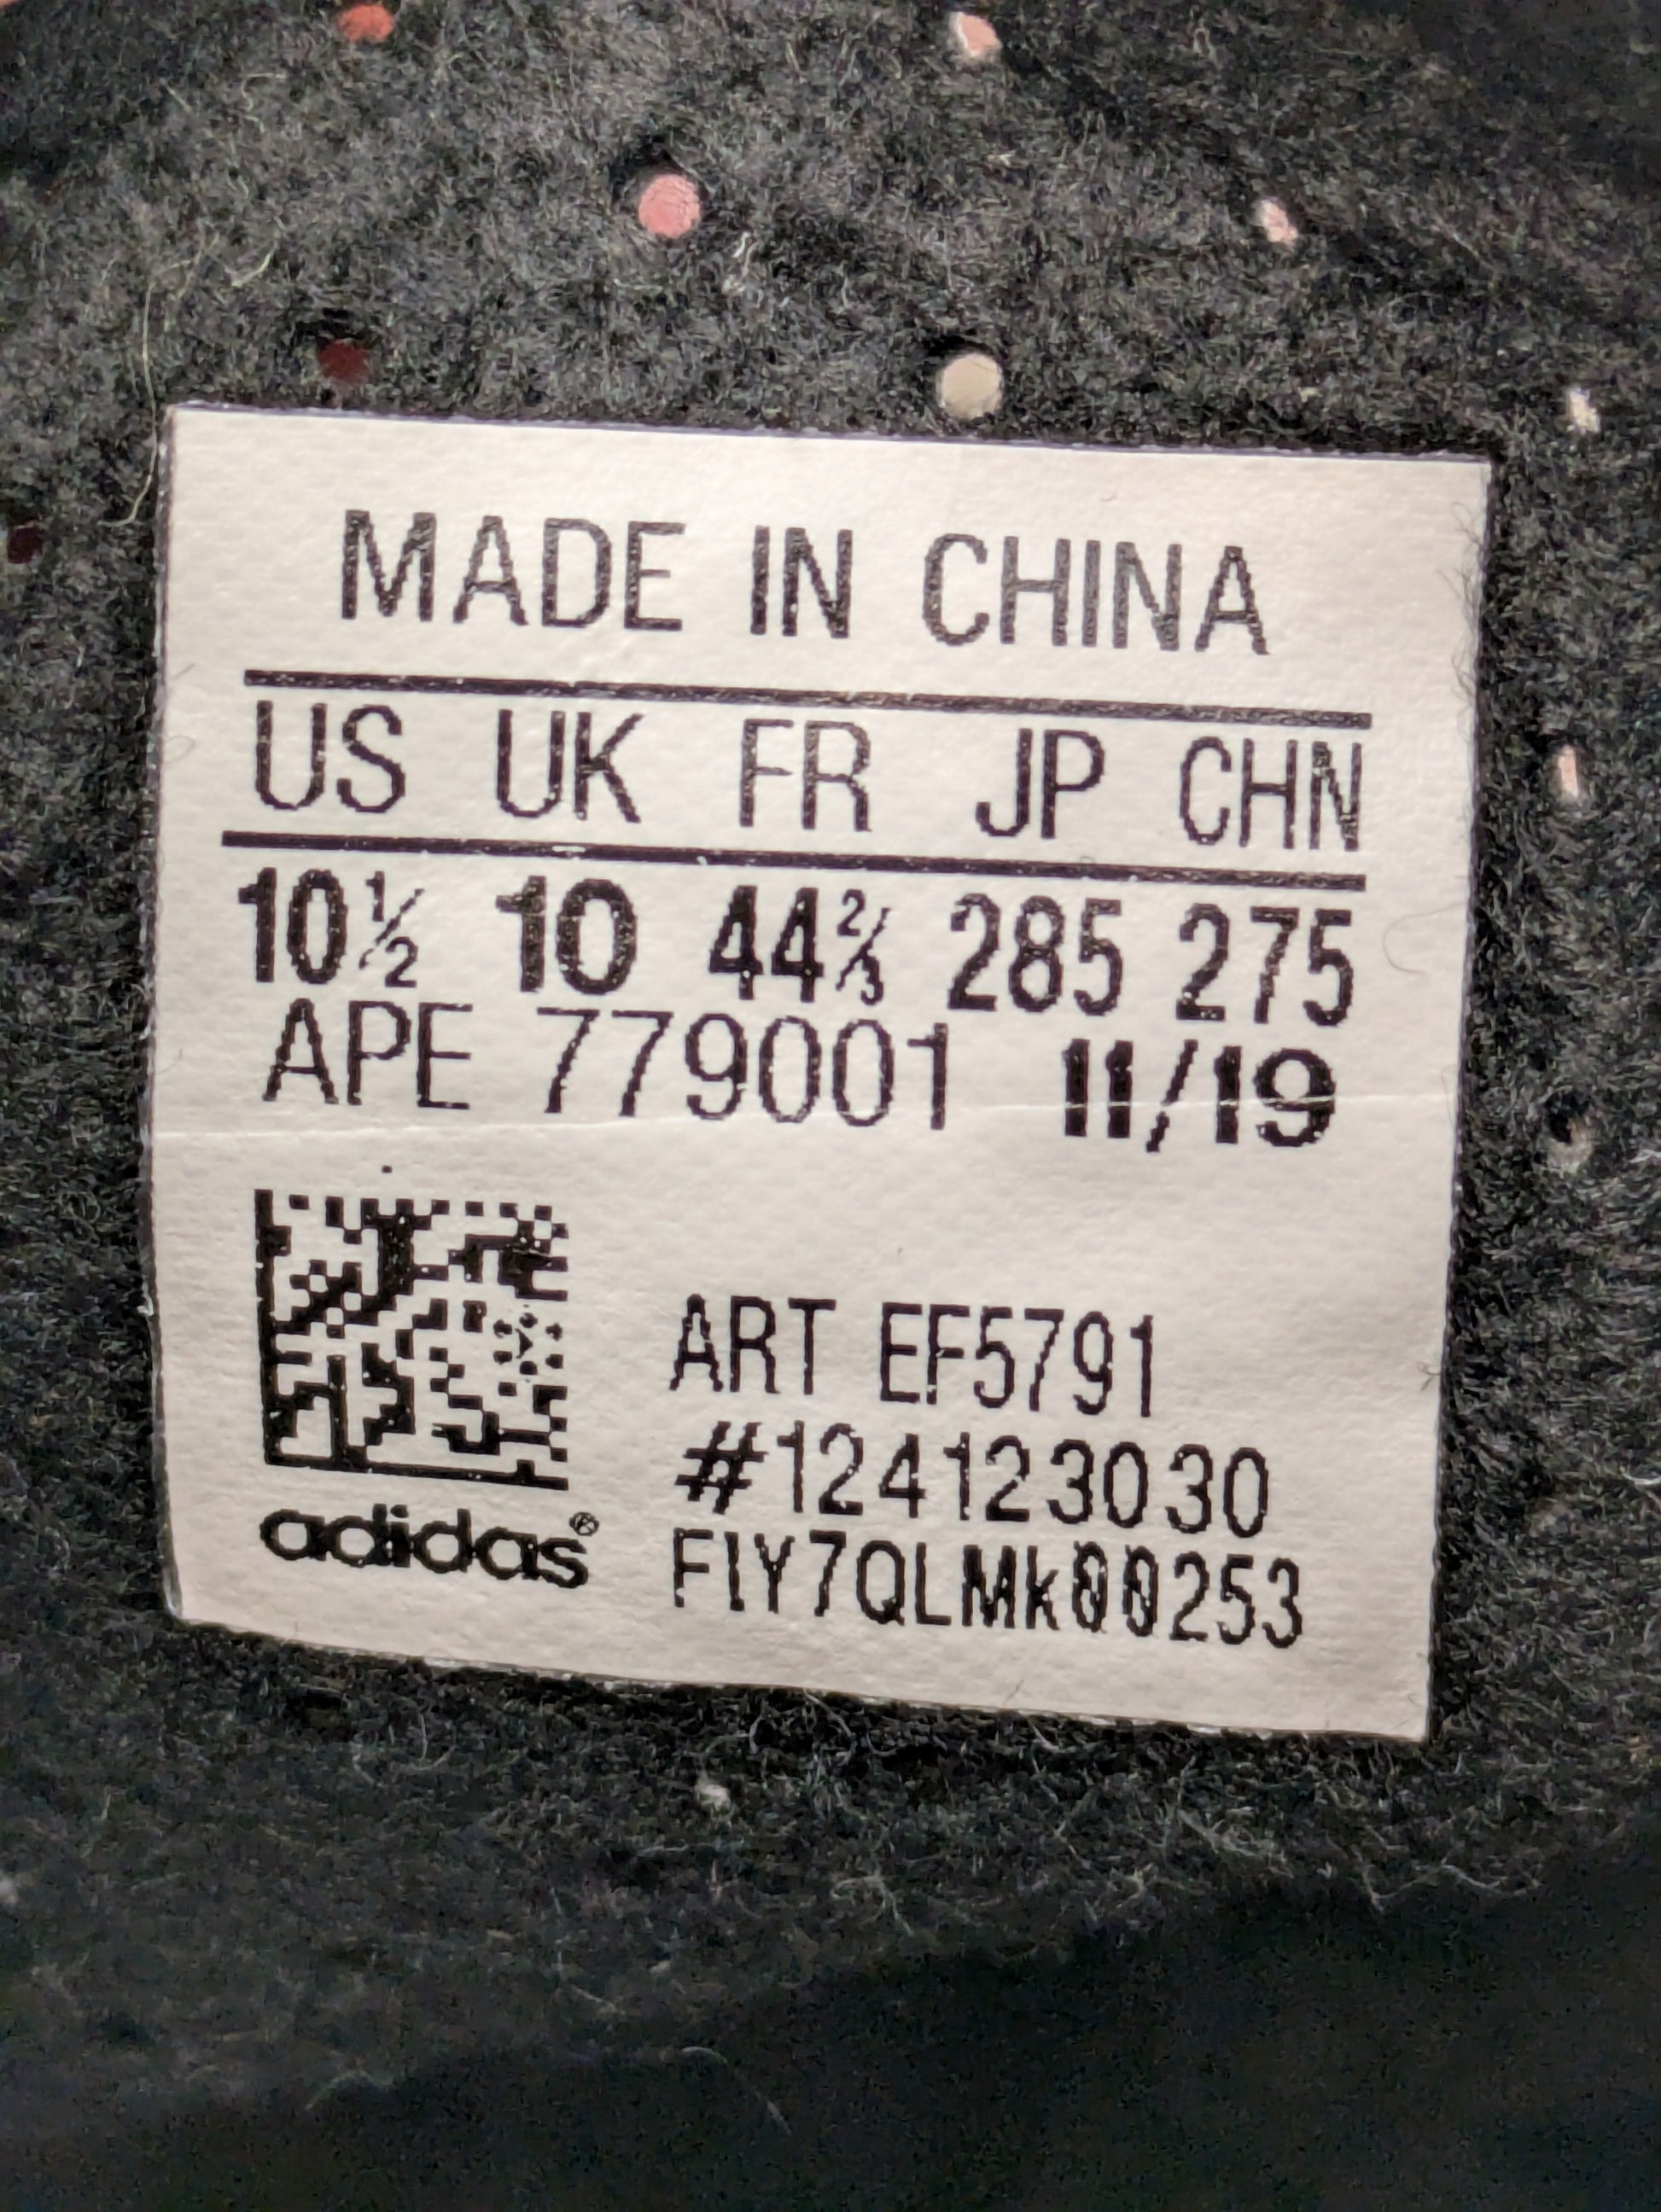 MADE IN CHINA
US UK FR JP CHN
10½ 10 44⅔ 285 275
APE 779001 11/19
ART EF5791
#124123030
adidas®
FIY7QLMK00253